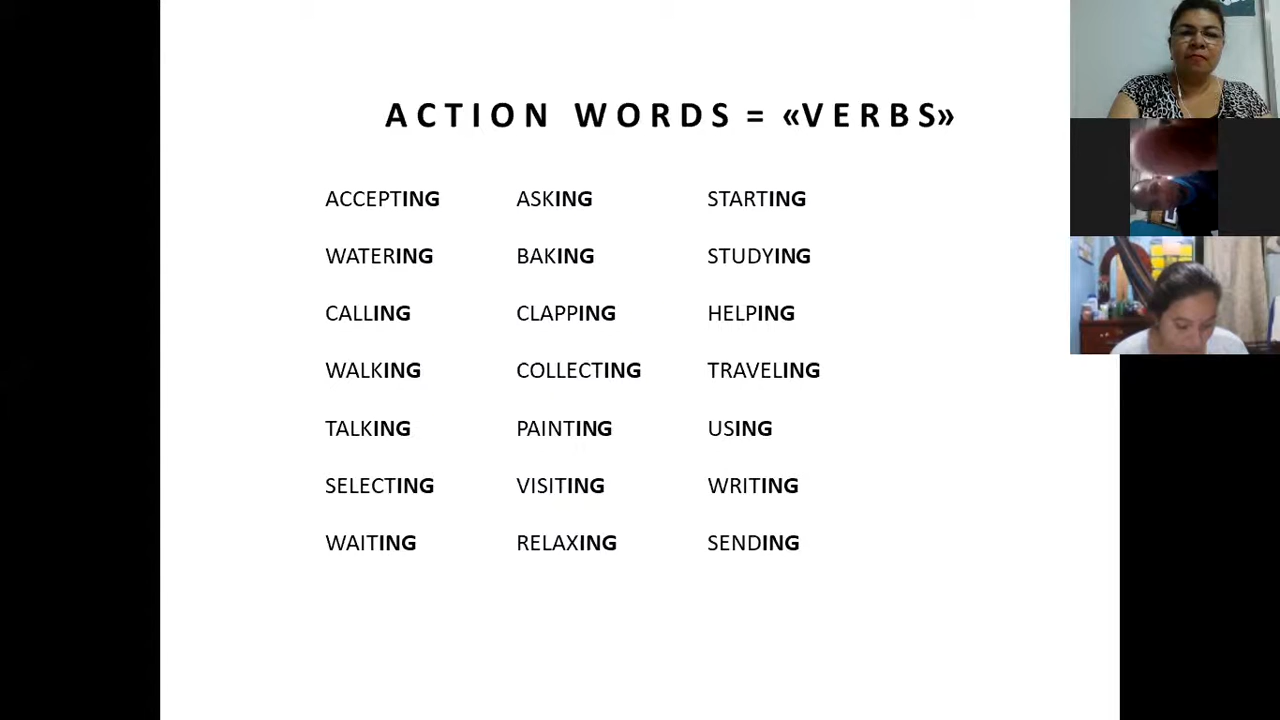 ACTION WORDS = «VERBS»
ACCEPTING ASKING STARTING
WATERING BAKING STUDYING
CALLING CLAPPING HELPING
WALKING COLLECTING TRAVELING
TALKING PAINTING USING
SELECTING VISITING WRITING
WAITING RELAXING SENDING